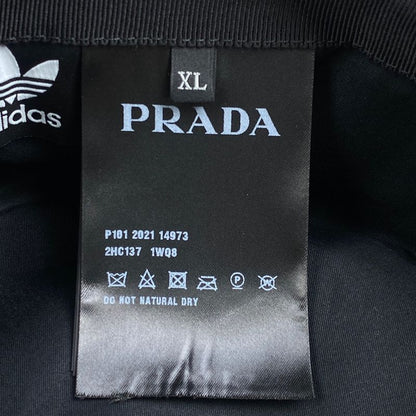 XL
adidas
PRADA
P101 2021 14973
2HC137 1WQ8
P W
DO NOT NATURAL DRY